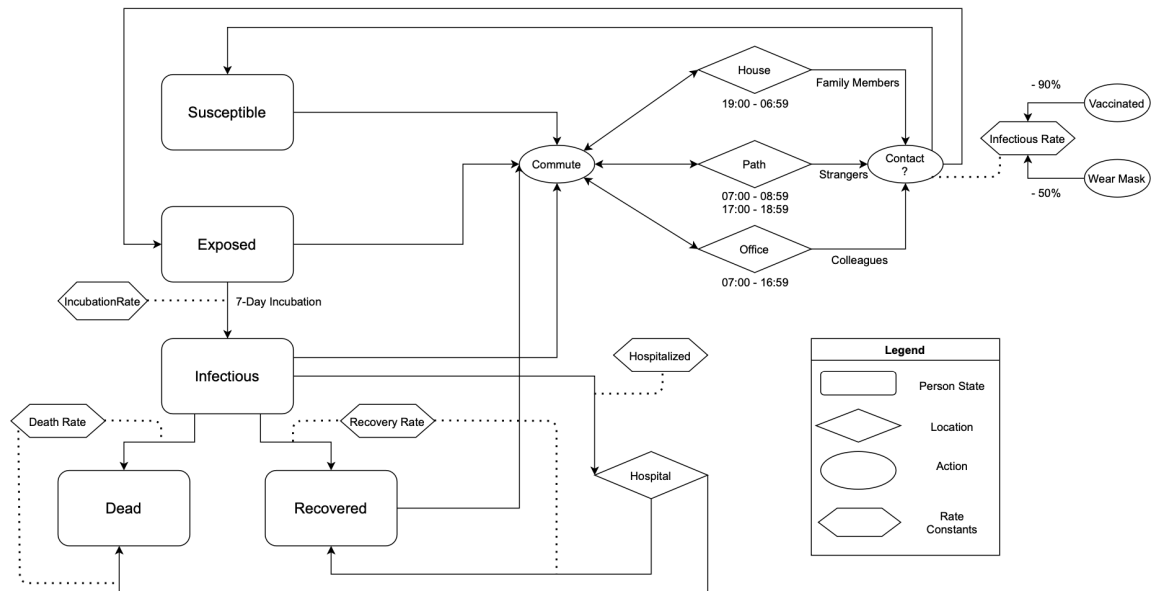 House
Family Members
19:00 - 06:59
- 90%
Vaccinated
Susceptible
Infectious Rate
Commute
Path
Strangers
Contact
?
Wear Mask
- 50%
07:00 - 08:59
17:00 - 18:59
Exposed
Office
Colleagues
07:00 - 16:59
IncubationRate
7-Day Incubation
Infectious
Hospitalized
Legend
Person State
Death Rate
Recovery Rate
Location
Action
Hospital
Dead
Recovered
Rate
Constants